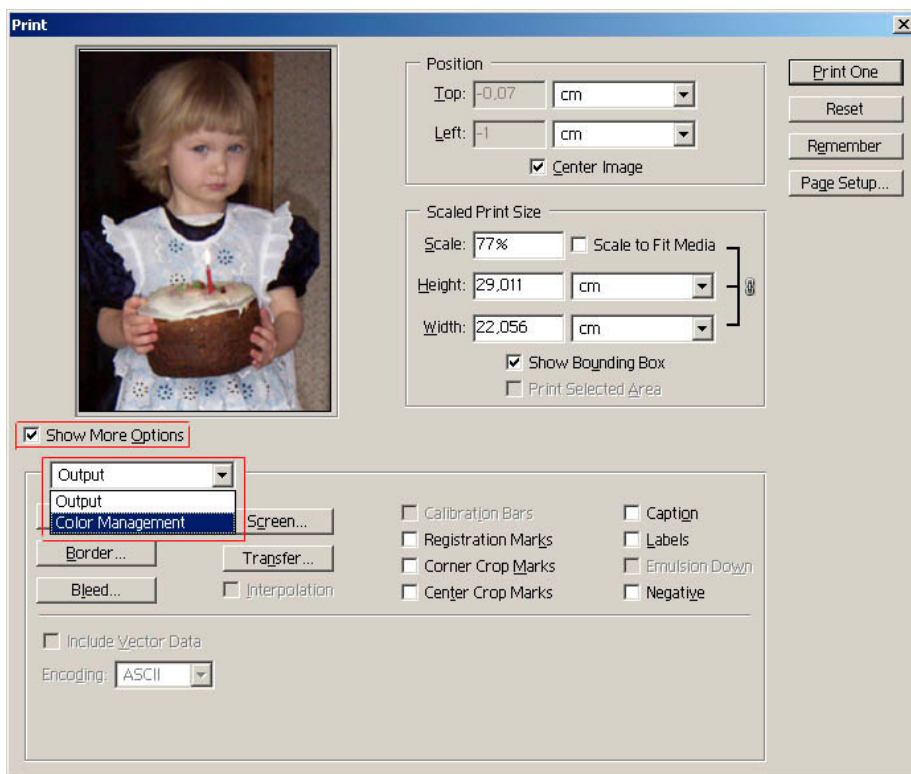 Print
Position
Top: -0,07 cm
Left: -1 cm
Center Image
Print One
Reset
Remember
Page Setup...
Scaled Print Size
Scale: 77% Scale to Fit Media
Height: 29,011 cm
Width: 22,056 cm
Show Bounding Box
Print Selected Area
Show More Options
Output
Output
Color Management
Screen...
Border...
Transfer...
Bleed...
Interpolation
Calibration Bars
Registration Marks
Corner Crop Marks
Center Crop Marks
Caption
Labels
Emulsion Down
Negative
Include Vector Data
Encoding: ASCII